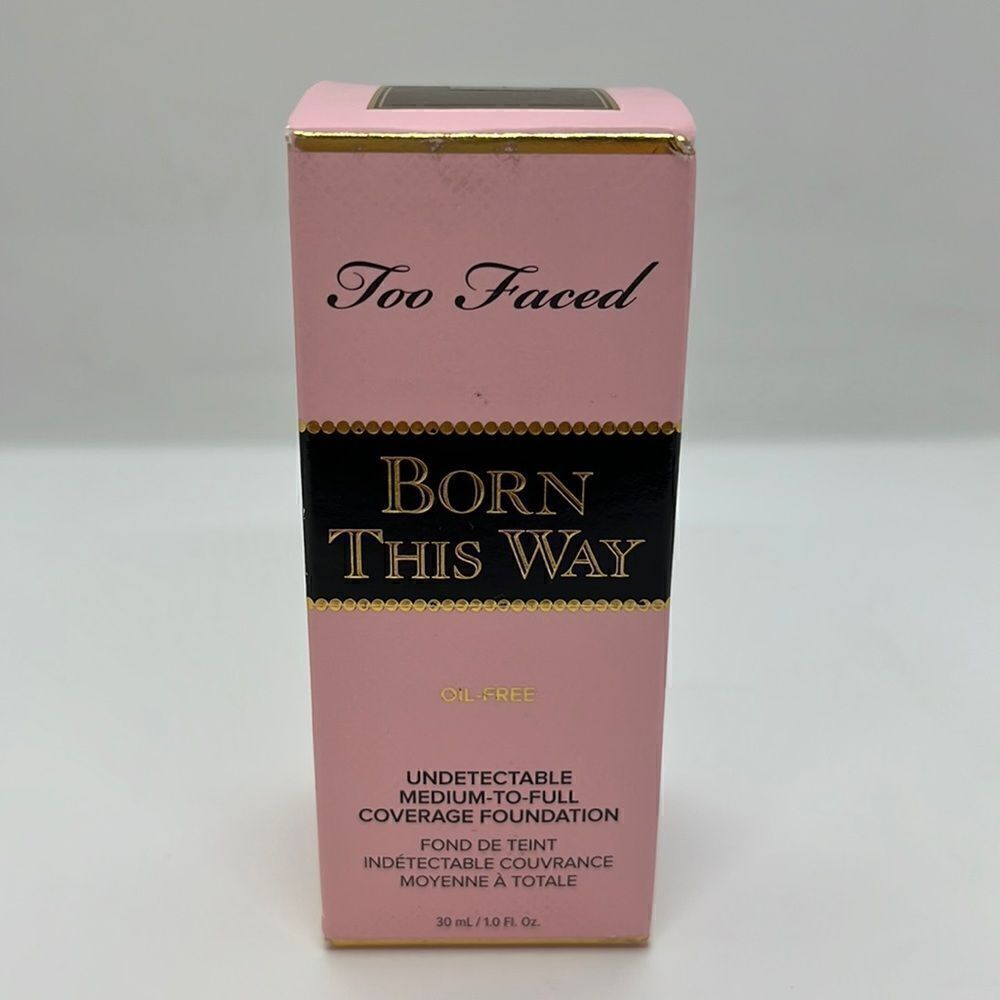 Too Faced
BORN
THIS WAY
OIL-FREE
UNDETECTABLE
MEDIUM-TO-FULL
COVERAGE FOUNDATION
FOND DE TEINT
INDÉTECTABLE COUVRANCE
MOYENNE À TOTALE
30 mL / 1.0 Fl. Oz.